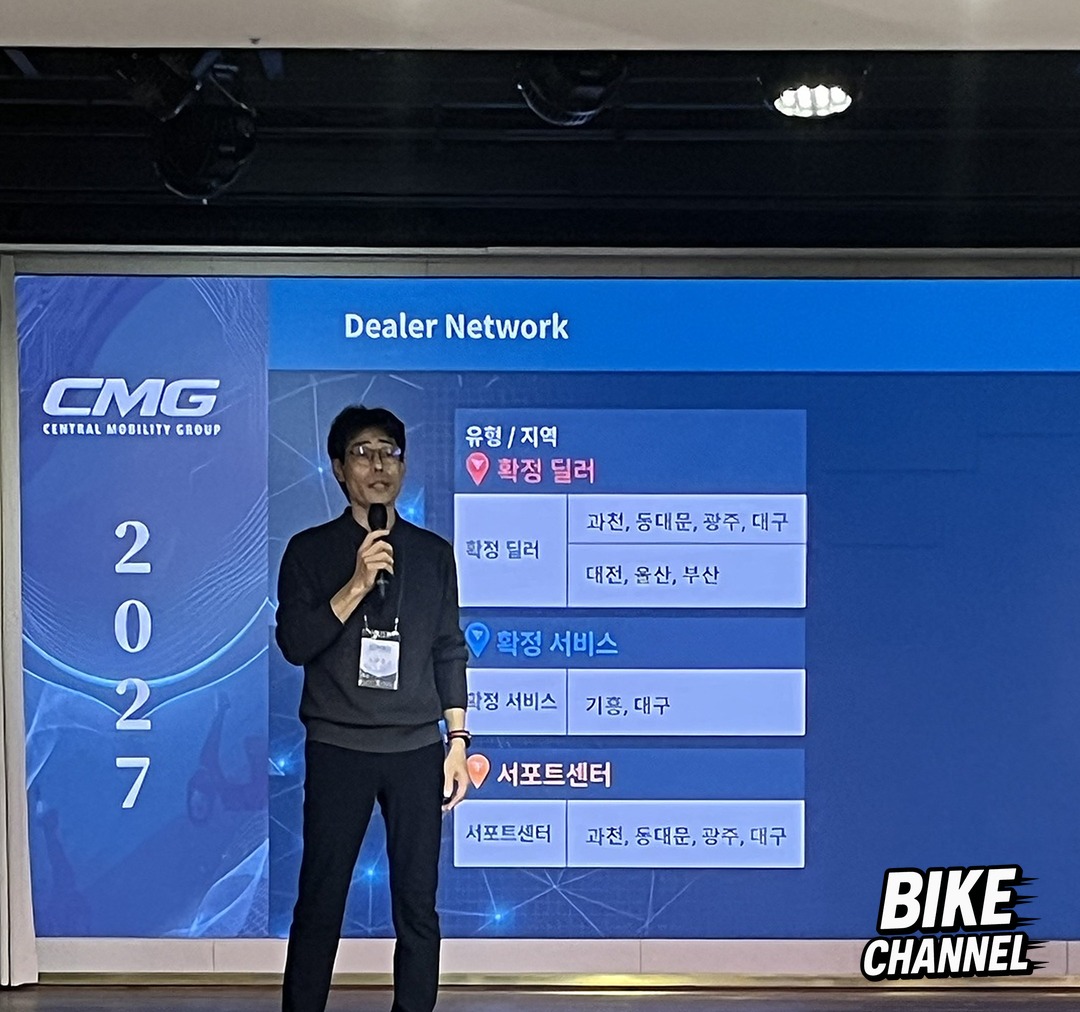 Dealer Network
CMG
CENTRAL MOBILITY GROUP
2
0
2
7
유형 / 지역
확정 딜러
확정 딜러
과천, 동대문, 광주, 대구
대전, 울산, 부산
확정 서비스
확정 서비스
기흥, 대구
서포트센터
서포트센터
과천, 동대문, 광주, 대구
BIKE
CHANNEL